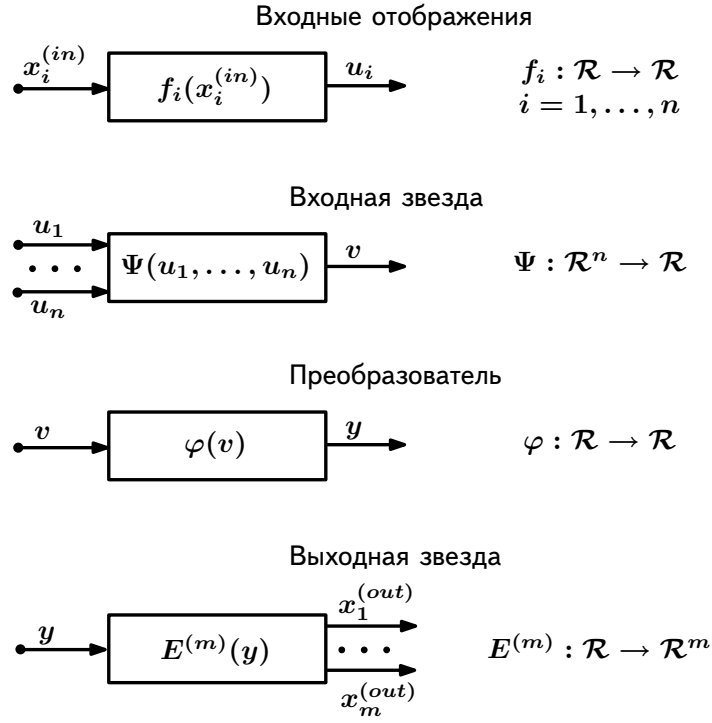 Входные отображения
x_i^{(in)} f_i(x_i^{(in)}) u_i f_i : R → R
i = 1, . . . , n
Входная звезда
u_1
. . . Ψ(u_1, . . . , u_n) v Ψ : R^n → R
u_n
Преобразователь
v φ(v) y φ : R → R
Выходная звезда
x_1^{(out)}
y E^{(m)}(y) . . . E^{(m)} : R → R^m
x_m^{(out)}